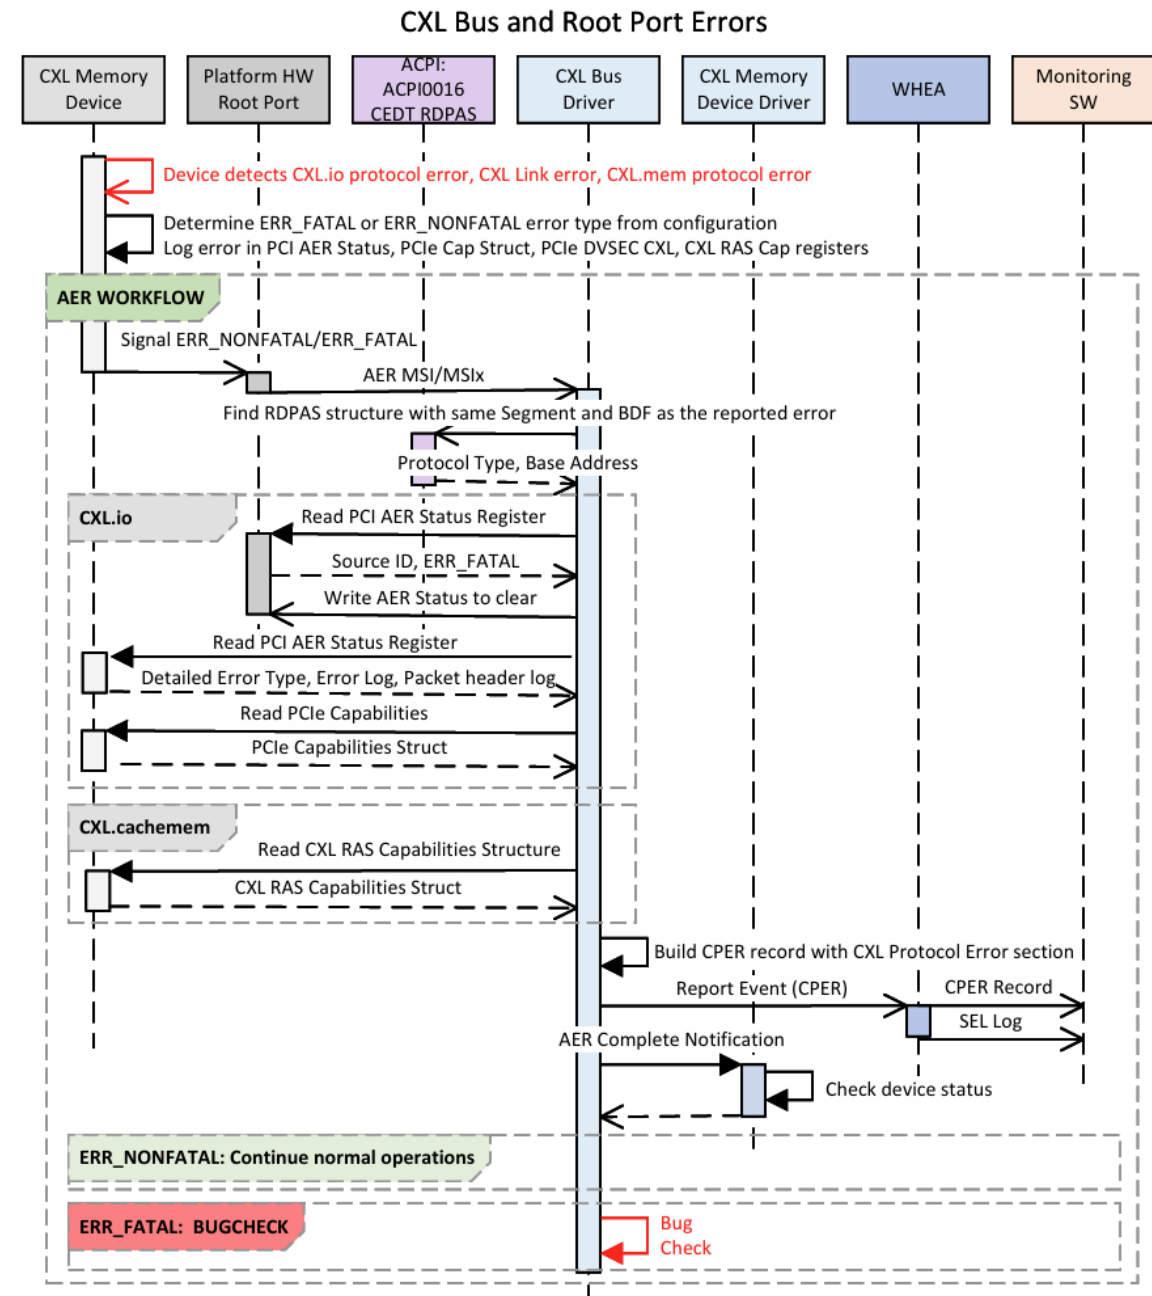 CXL Bus and Root Port Errors
CXL Memory
Device
Platform HW
Root Port
ACPI:
ACPI0016
CEDT RDPAS
CXL Bus
Driver
CXL Memory
Device Driver
WHEA
Monitoring
SW
Device detects CXL.io protocol error, CXL Link error, CXL.mem protocol error
Determine ERR_FATAL or ERR_NONFATAL error type from configuration
Log error in PCI AER Status, PCIe Cap Struct, PCIe DVSEC CXL, CXL RAS Cap registers
AER WORKFLOW
Signal ERR_NONFATAL/ERR_FATAL
AER MSI/MSIx
Find RDPAS structure with same Segment and BDF as the reported error
Protocol Type, Base Address
CXL.io
Read PCI AER Status Register
Source ID, ERR_FATAL
Write AER Status to clear
Read PCI AER Status Register
Detailed Error Type, Error Log, Packet header log
Read PCIe Capabilities
PCIe Capabilities Struct
CXL.cachemem
Read CXL RAS Capabilities Structure
CXL RAS Capabilities Struct
Build CPER record with CXL Protocol Error section
Report Event (CPER)
CPER Record
SEL Log
AER Complete Notification
Check device status
ERR_NONFATAL: Continue normal operations
ERR_FATAL: BUGCHECK
Bug
Check